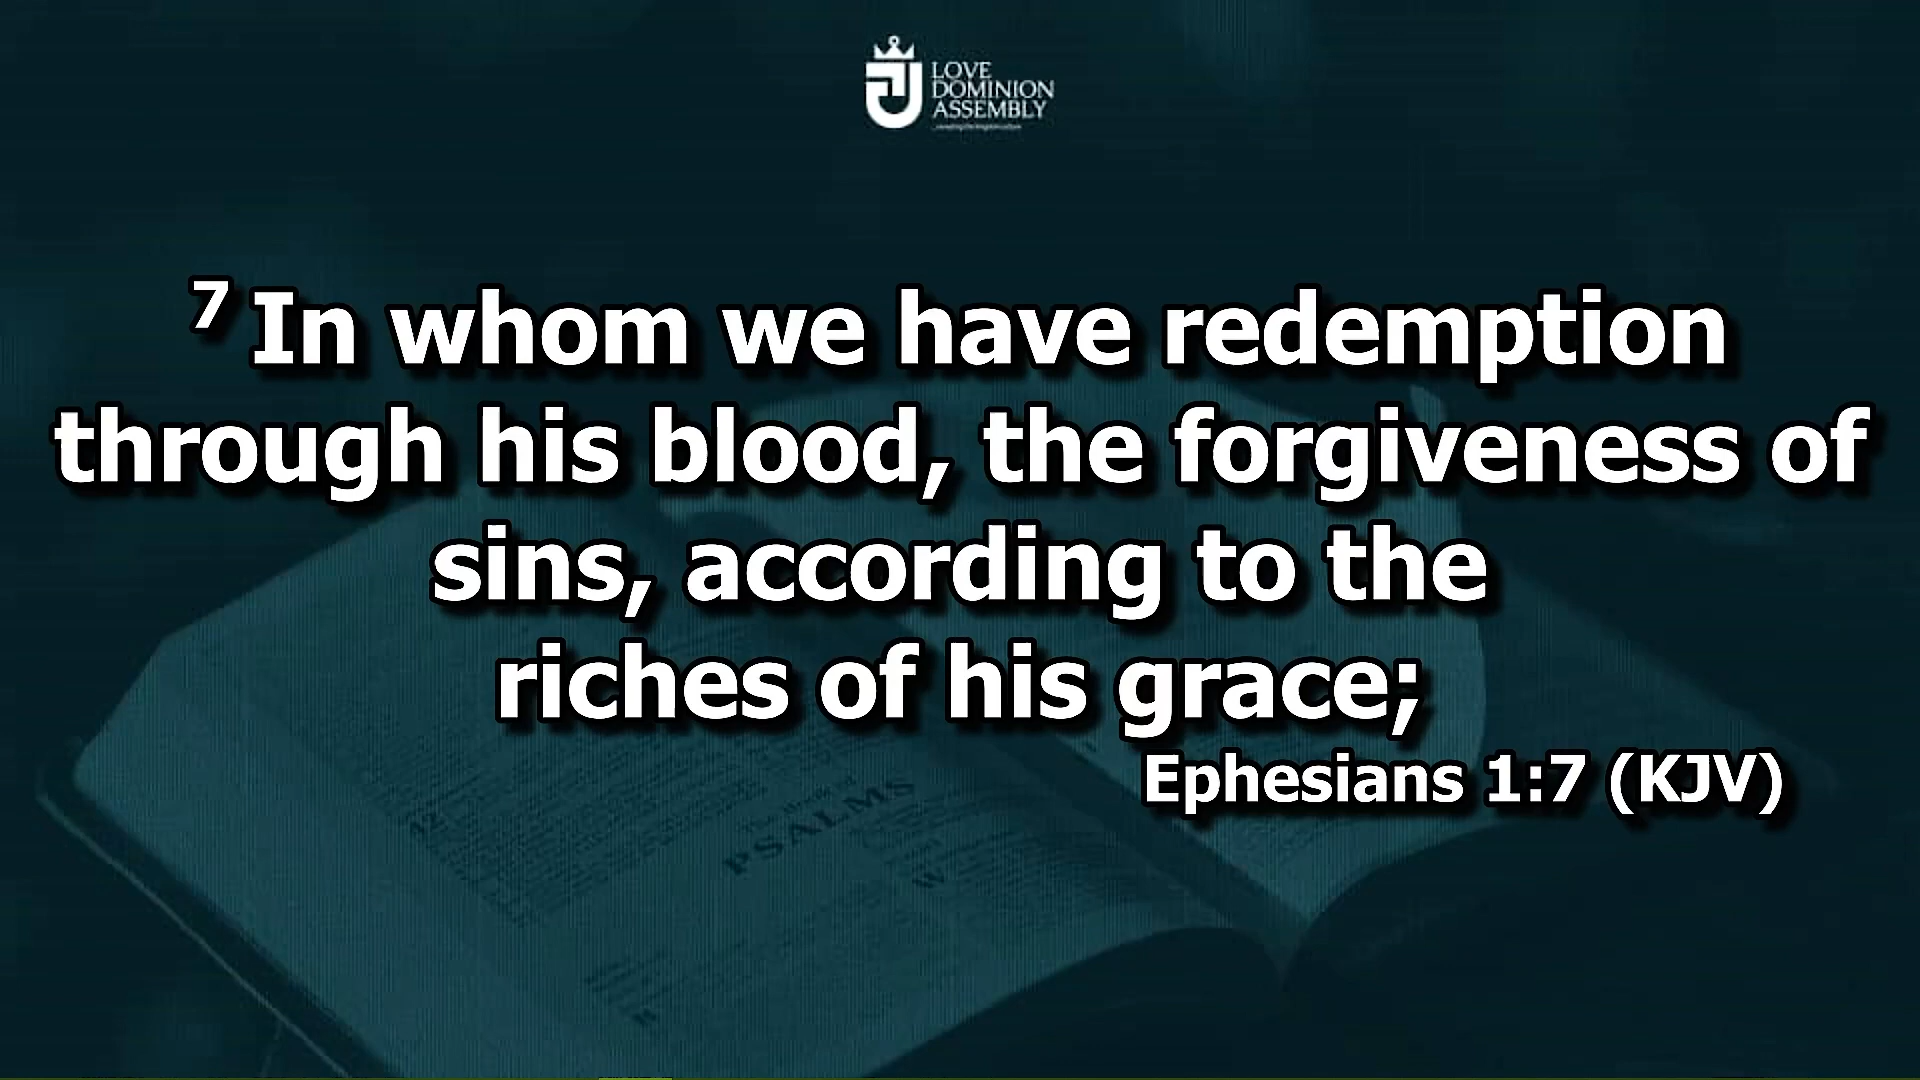 LOVE
DOMINION
ASSEMBLY
7 In whom we have redemption
through his blood, the forgiveness of
sins, according to the
riches of his grace;
Ephesians 1:7 (KJV)
PSALMS